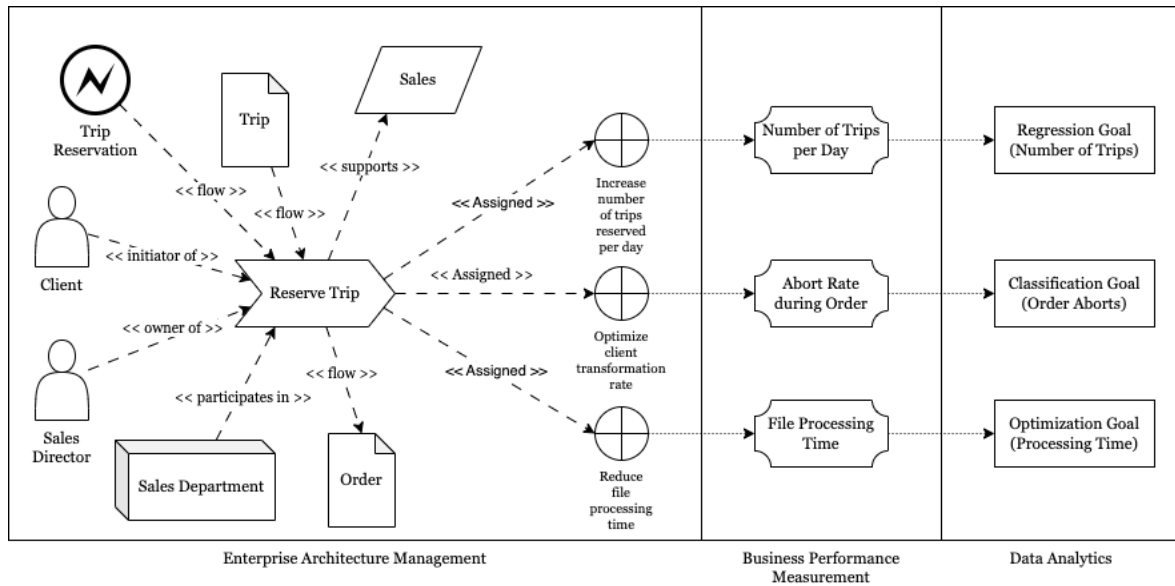 Trip
Reservation
Trip
Sales
<< supports >>
<< flow >>
<< flow >>
Client
<< initiator of >>
Reserve Trip
<< owner of >>
Sales
Director
<< participates in >>
Sales Department
<< flow >>
Order
<< Assigned >>
<< Assigned >>
<< Assigned >>
Increase
number
of trips
reserved
per day
Optimize
client
transformation
rate
Reduce
file
processing
time
Number of Trips
per Day
Abort Rate
during Order
File Processing
Time
Regression Goal
(Number of Trips)
Classification Goal
(Order Aborts)
Optimization Goal
(Processing Time)
Enterprise Architecture Management
Business Performance
Measurement
Data Analytics